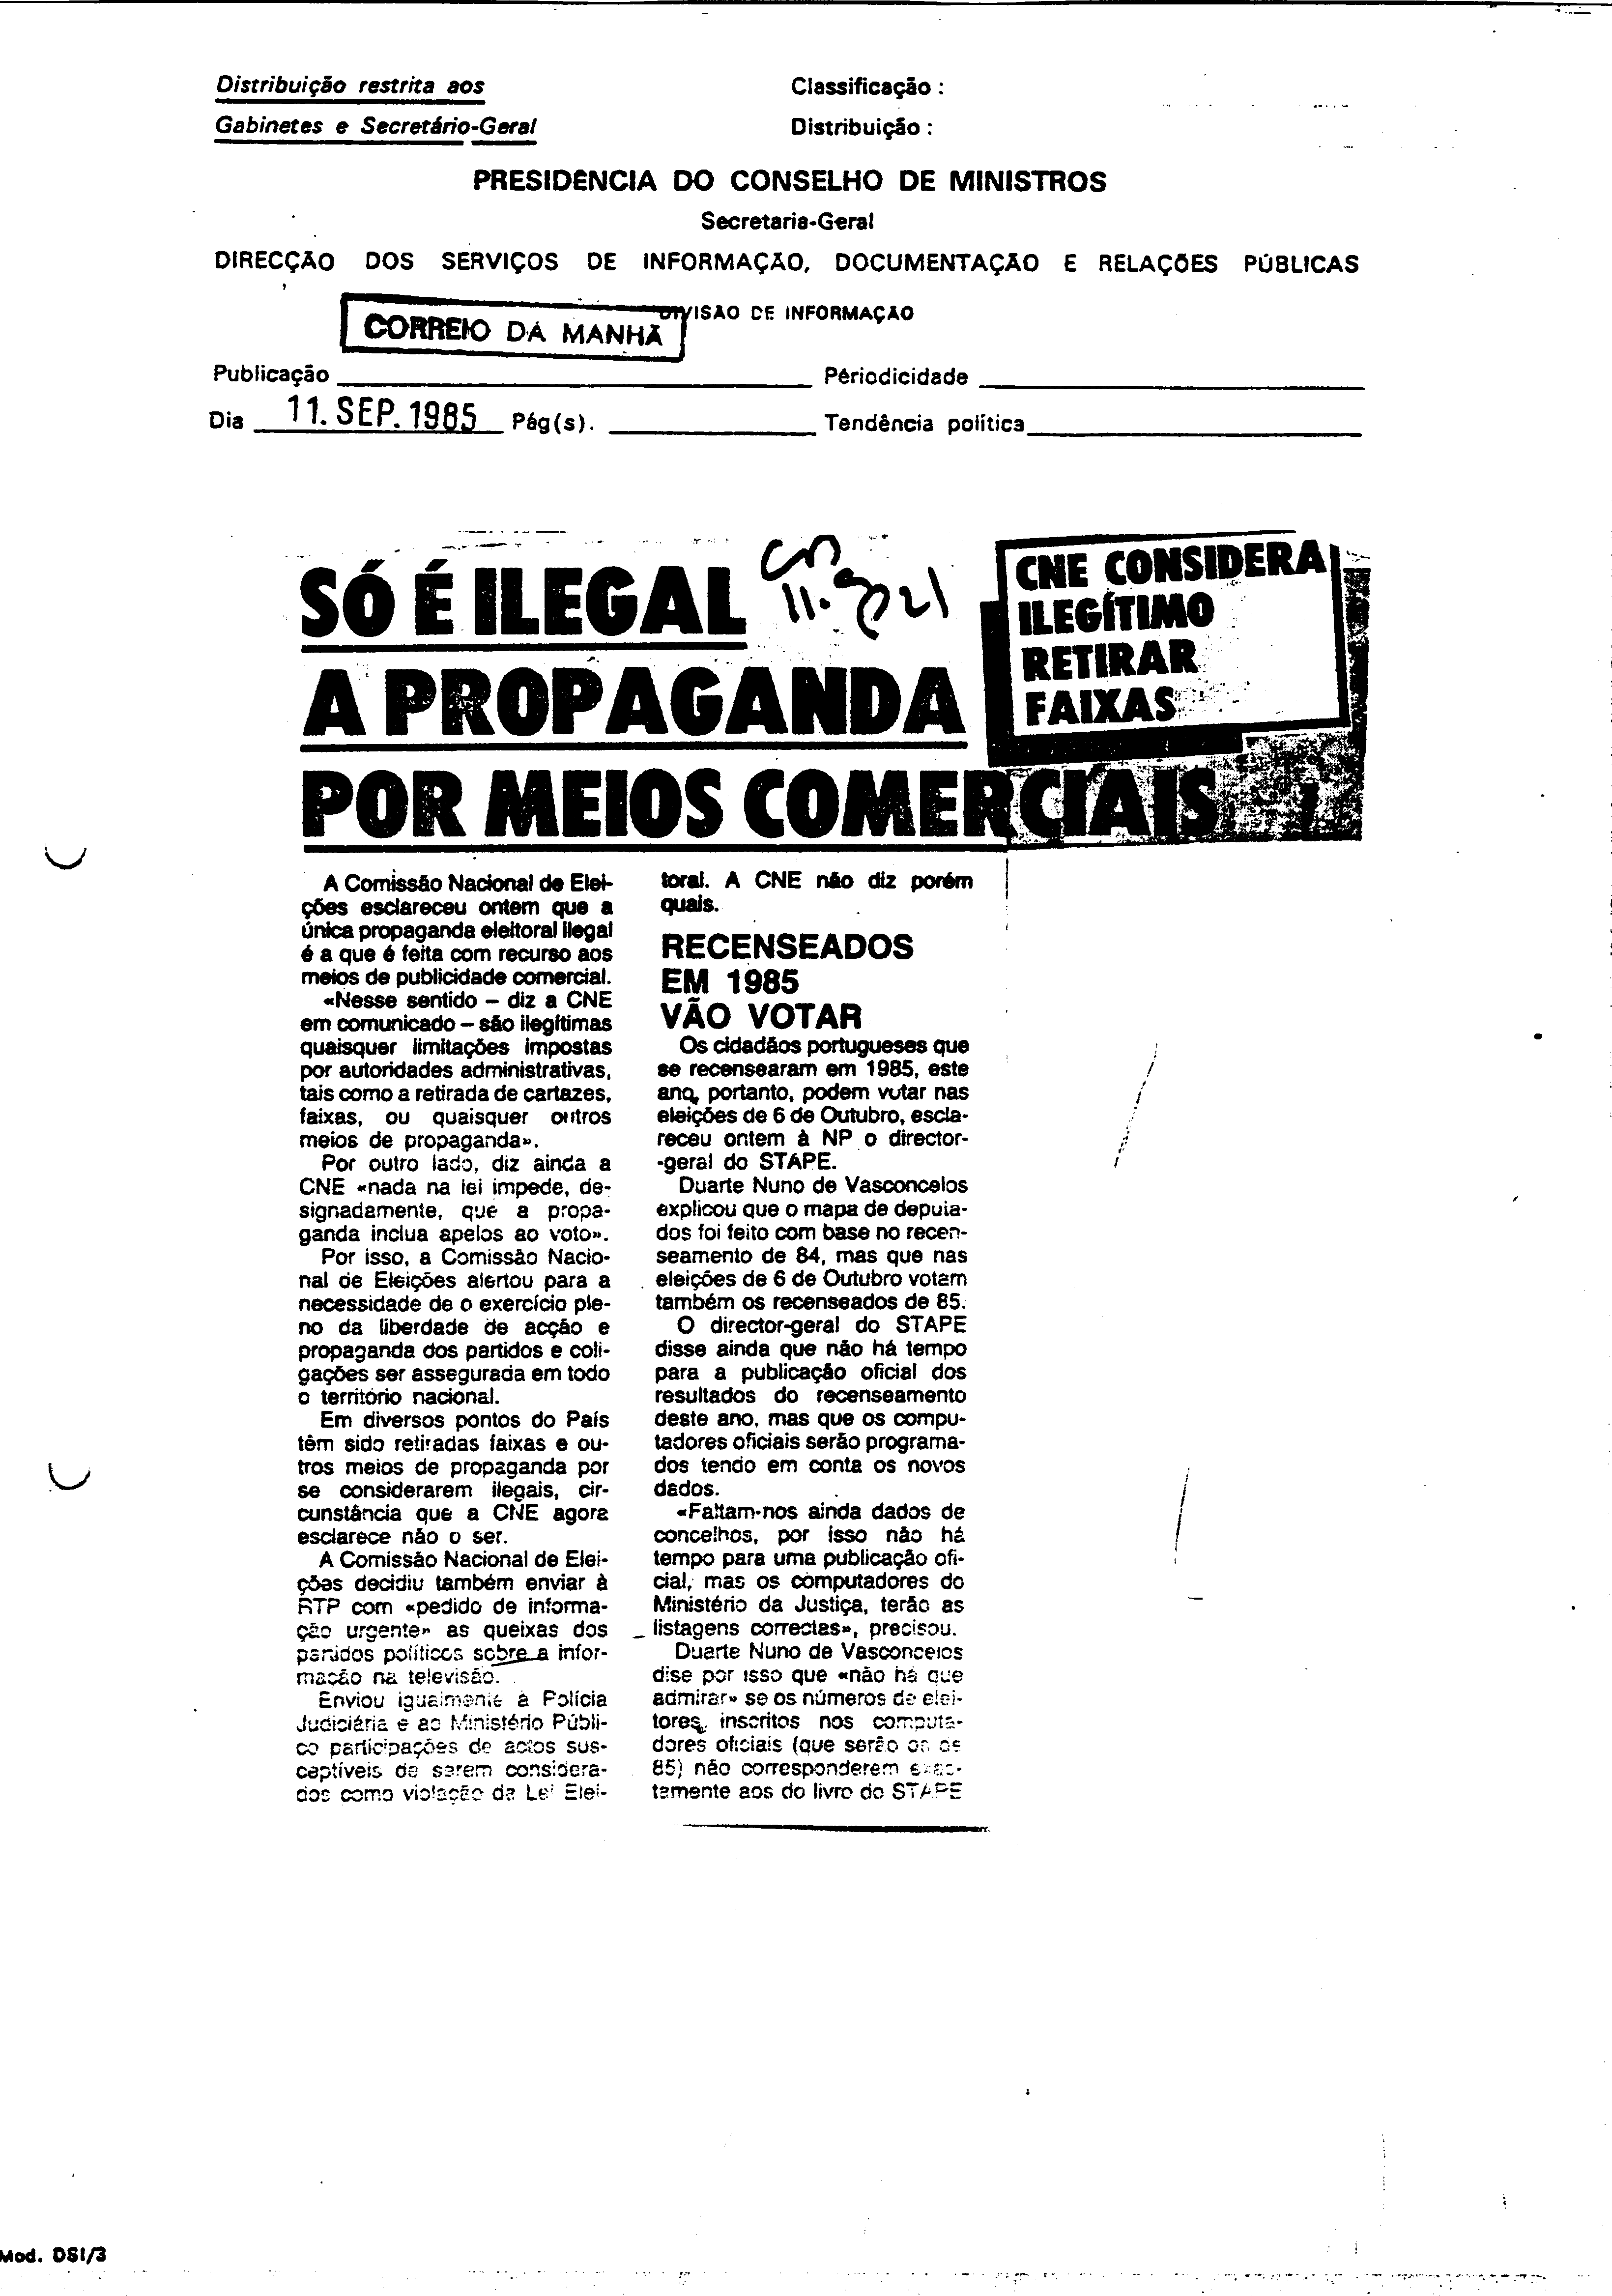 Distribuição restrita aos
Gabinetes e Secretário-Geral
Classificação :
Distribuição :
PRESIDÊNCIA DO CONSELHO DE MINISTROS
Secretaria-Geral
DIRECÇÃO DOS SERVIÇOS DE INFORMAÇÃO, DOCUMENTAÇÃO E RELAÇÕES PÚBLICAS
DIVISÃO DE INFORMAÇÃO
CORREIO DA MANHÃ
Publicação
Périodicidade
Dia 11. SEP. 1985 Pág(s).
Tendência política
SÓ É ILEGAL
A PROPAGANDA
POR MEIOS COMERCIAIS
CNE CONSIDERA
ILEGÍTIMO
RETIRAR
FAIXAS
A Comissão Nacional de Elei-
ções esclareceu ontem que a
única propaganda eleitoral ilegal
é a que é feita com recurso aos
meios de publicidade comercial.
«Nesse sentido – diz a CNE
em comunicado – são ilegítimas
quaisquer limitações impostas
por autoridades administrativas,
tais como a retirada de cartazes,
faixas, ou quaisquer outros
meios de propaganda».
Por outro lado, diz ainda a
CNE «nada na lei impede, de-
signadamente, que a propa-
ganda inclua apelos ao voto».
Por isso, a Comissão Nacio-
nal de Eleições alertou para a
necessidade de o exercício ple-
no da liberdade de acção e
propaganda dos partidos e coli-
gações ser assegurada em todo
o território nacional.
Em diversos pontos do País
têm sido retiradas faixas e ou-
tros meios de propaganda por
se considerarem ilegais, cir-
cunstância que a CNE agora
esclarece não o ser.
A Comissão Nacional de Elei-
ções decidiu também enviar à
RTP com «pedido de informa-
ção urgente» as queixas dos
partidos políticos sobre a infor-
mação na televisão.
Enviou igualmente à Polícia
Judiciária e ao Ministério Públi-
co participações de actos sus-
ceptíveis de serem considera-
dos como violação da Lei Elei-
toral. A CNE não diz porém
quais.
RECENSEADOS
EM 1985
VÃO VOTAR
Os cidadãos portugueses que
se recensearam em 1985, este
ano, portanto, podem votar nas
eleições de 6 de Outubro, escla-
receu ontem à NP o director-
-geral do STAPE.
Duarte Nuno de Vasconcelos
explicou que o mapa de deputa-
dos foi feito com base no recen-
seamento de 84, mas que nas
eleições de 6 de Outubro votam
também os recenseados de 85.
O director-geral do STAPE
disse ainda que não há tempo
para a publicação oficial dos
resultados do recenseamento
deste ano, mas que os compu-
tadores oficiais serão programa-
dos tendo em conta os novos
dados.
«Faltam-nos ainda dados de
concelhos, por isso não há
tempo para uma publicação ofi-
cial, mas os computadores do
Ministério da Justiça, terão as
listagens correctas», precisou.
Duarte Nuno de Vasconcelos
dise por isso que «não há que
admirar» se os números de elei-
tores, inscritos nos computa-
dores oficiais (que serão os de
85) não corresponderem exac-
tamente aos do livro do STAPE
Mod. DSI/3